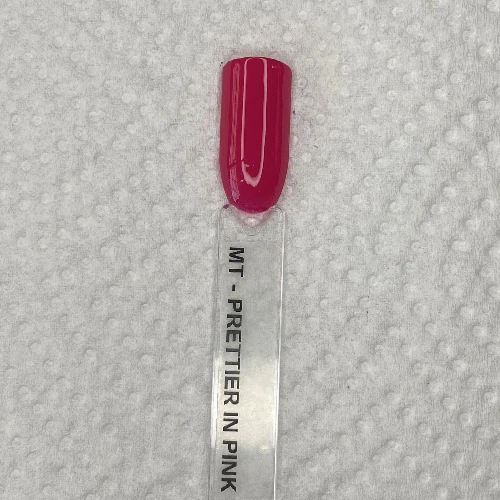 MT - PRETTIER IN PINK